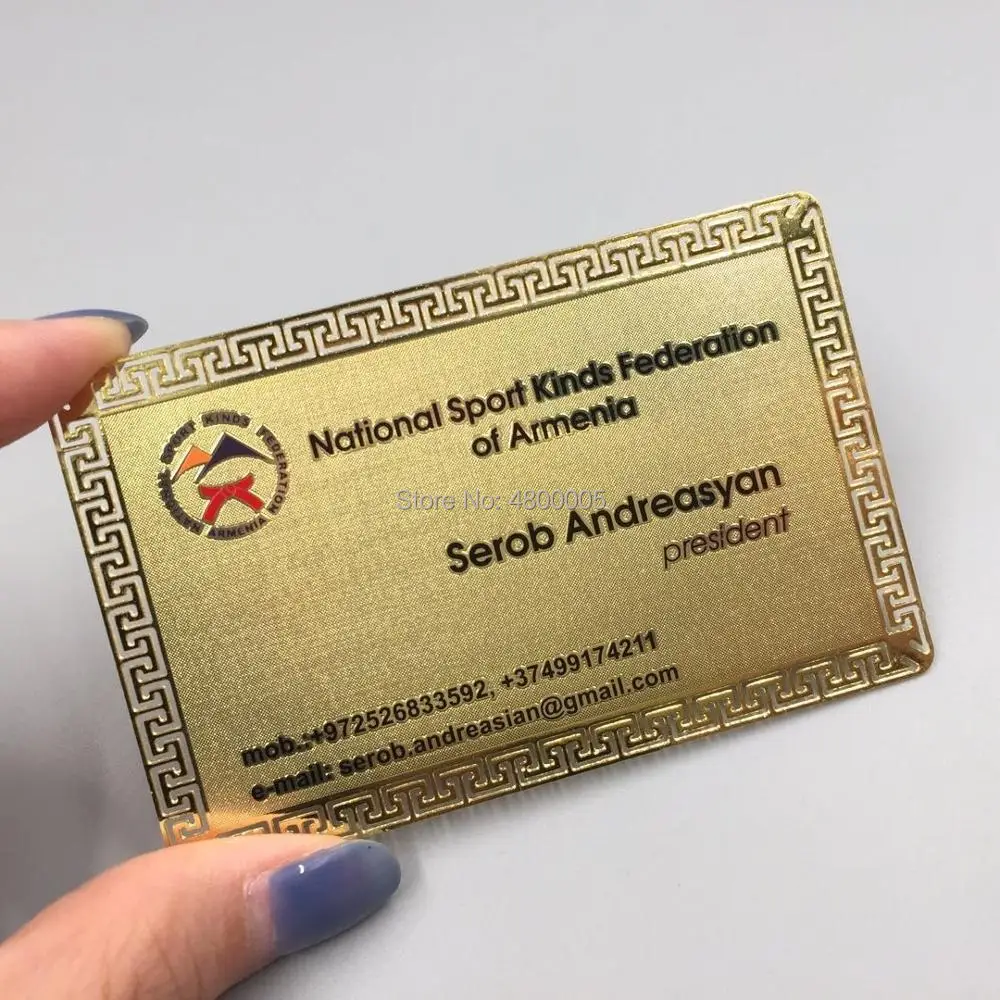 National Sport Kinds Federation
of Armenia
NATIONAL SPORT KINDS FEDERATION
ARMENIA
Store No: 4800005
Serob Andreasyan
president
mob.:+972526833592, +37499174211
e-mail: serob.andreasian@gmail.com